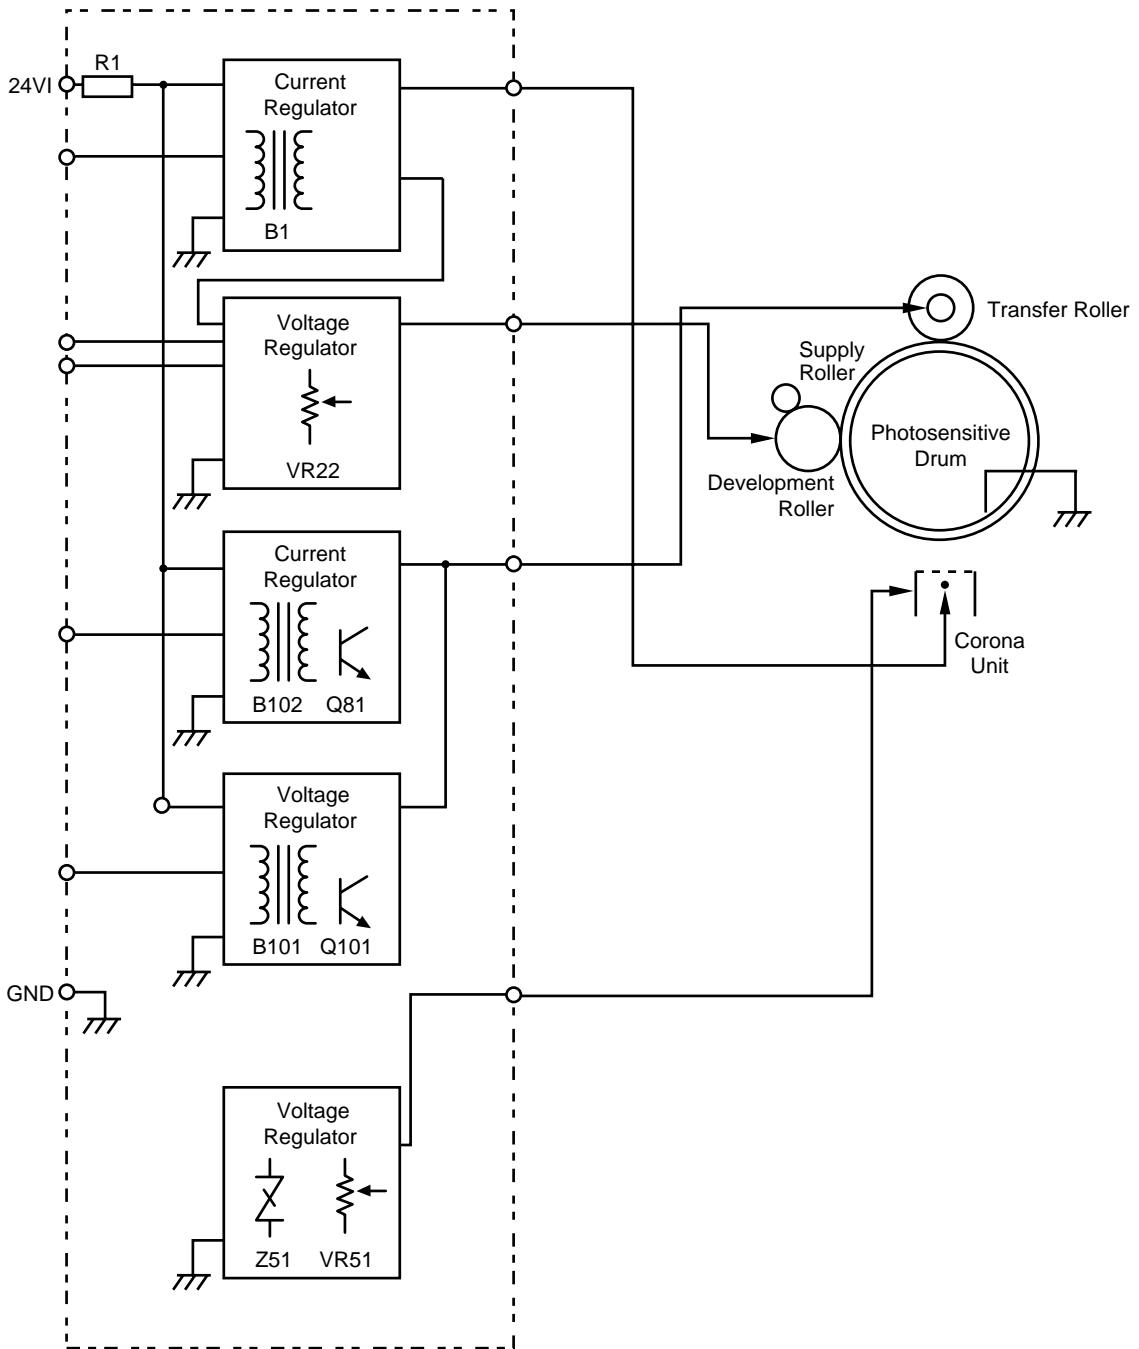 R1
24VI
Current
Regulator
B1
Voltage
Regulator
VR22
Transfer Roller
Supply
Roller
Photosensitive
Drum
Development
Roller
Current
Regulator
B102 Q81
Corona
Unit
Voltage
Regulator
B101 Q101
GND
Voltage
Regulator
Z51 VR51